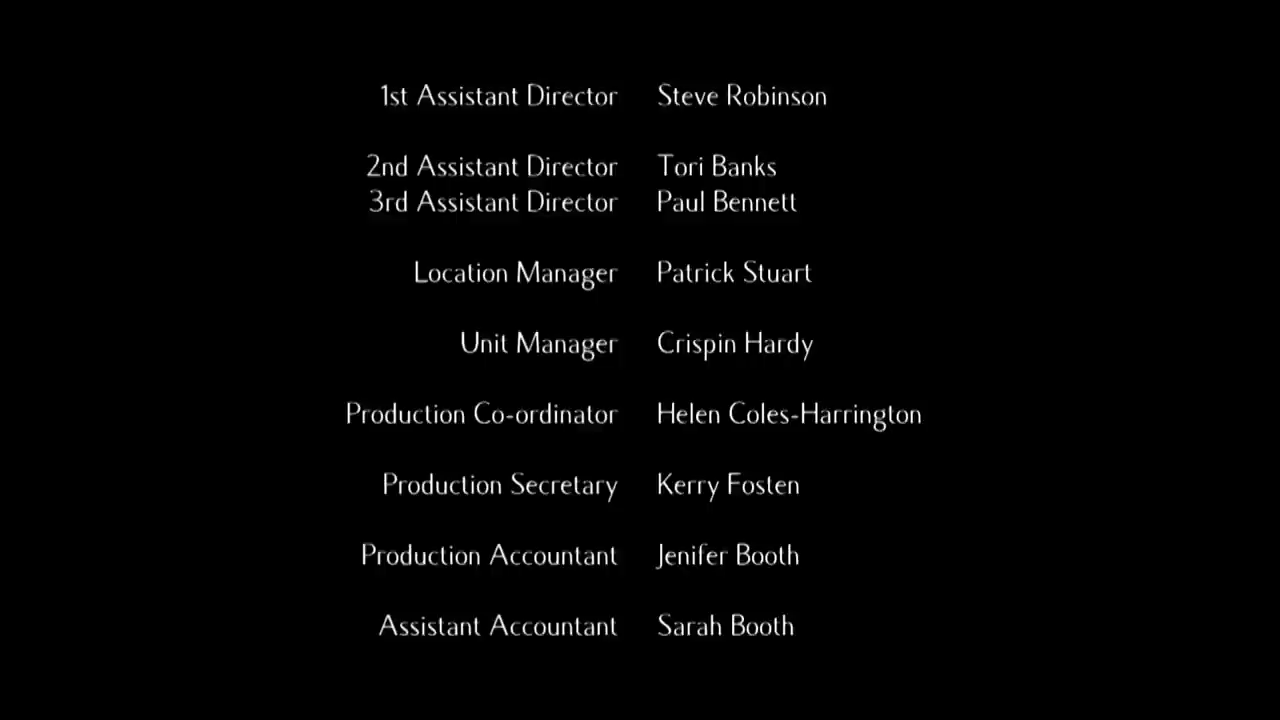 1st Assistant Director Steve Robinson
2nd Assistant Director Tori Banks
3rd Assistant Director Paul Bennett
Location Manager Patrick Stuart
Unit Manager Crispin Hardy
Production Co-ordinator Helen Coles-Harrington
Production Secretary Kerry Fosten
Production Accountant Jenifer Booth
Assistant Accountant Sarah Booth